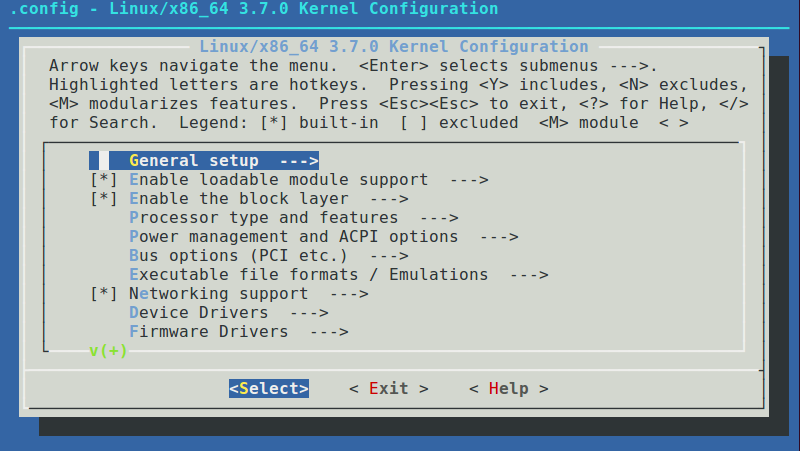 .config - Linux/x86_64 3.7.0 Kernel Configuration
Linux/x86_64 3.7.0 Kernel Configuration
Arrow keys navigate the menu.  <Enter> selects submenus --->.
Highlighted letters are hotkeys.  Pressing <Y> includes, <N> excludes,
<M> modularizes features.  Press <Esc><Esc> to exit, <?> for Help, </>
for Search.  Legend: [*] built-in  [ ] excluded  <M> module  < >
General setup  --->
[*] Enable loadable module support  --->
[*] Enable the block layer  --->
Processor type and features  --->
Power management and ACPI options  --->
Bus options (PCI etc.)  --->
Executable file formats / Emulations  --->
[*] Networking support  --->
Device Drivers  --->
Firmware Drivers  --->
v(+)
<Select>    < Exit >    < Help >